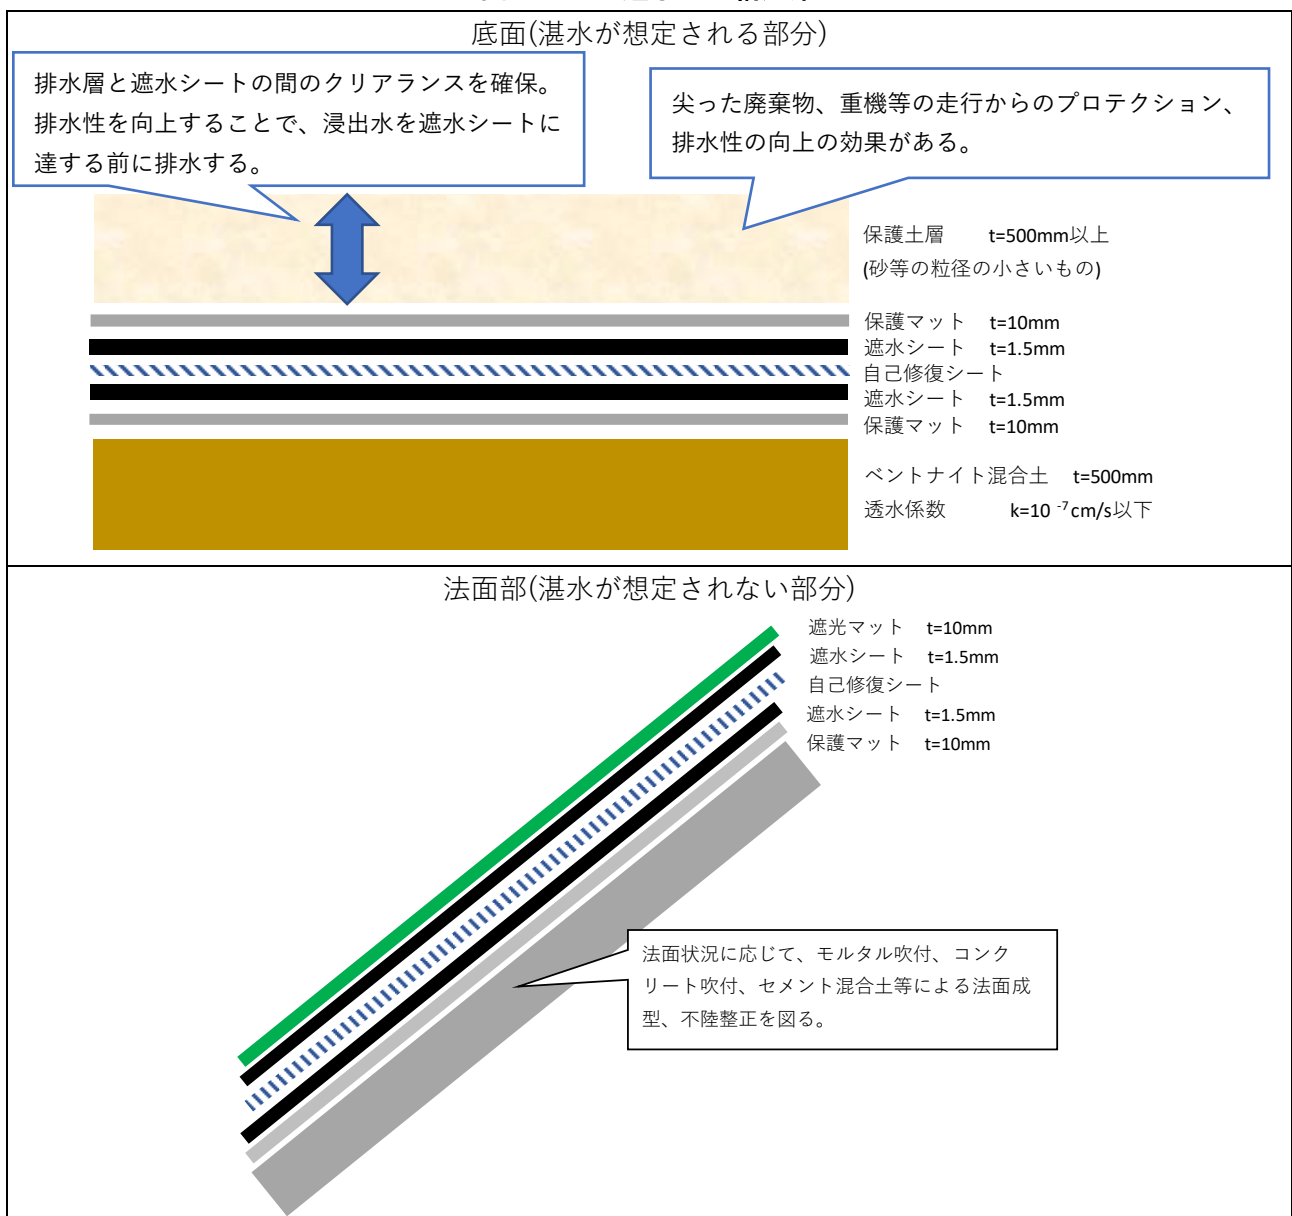 底面(湛水が想定される部分)
排水層と遮水シートの間のクリアランスを確保。
排水性を向上することで、浸出水を遮水シートに
達する前に排水する。
尖った廃棄物、重機等の走行からのプロテクション、
排水性の向上の効果がある。
保護土層 t=500mm以上
(砂等の粒径の小さいもの)
保護マット t=10mm
遮水シート t=1.5mm
自己修復シート
遮水シート t=1.5mm
保護マット t=10mm
ベントナイト混合土 t=500mm
透水係数 k=10 ⁻⁷cm/s以下
法面部(湛水が想定されない部分)
遮光マット t=10mm
遮水シート t=1.5mm
自己修復シート
遮水シート t=1.5mm
保護マット t=10mm
法面状況に応じて、モルタル吹付、コンク
リート吹付、セメント混合土等による法面成
型、不陸整正を図る。